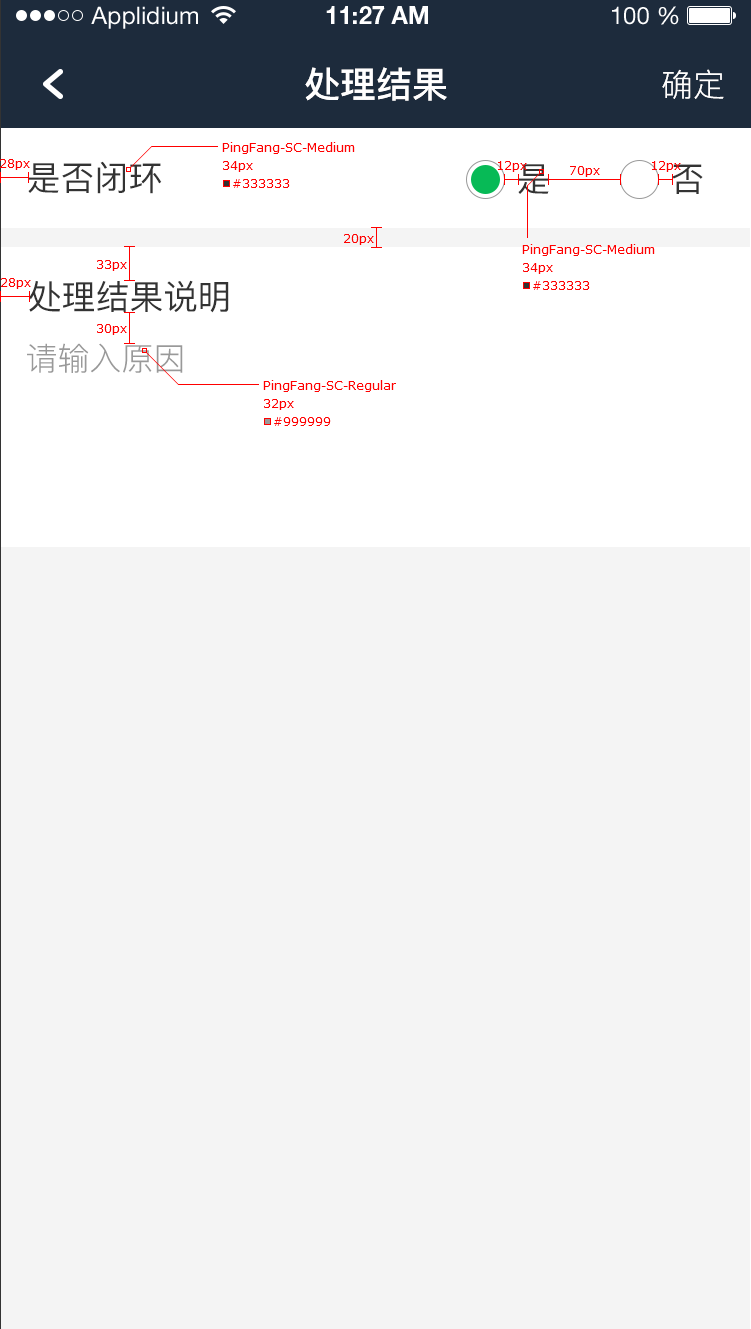 Applidium 11:27 AM 100 %
处理结果 确定
28px 是否闭环 PingFang-SC-Medium 12px 是 70px 12px 否
34px
#333333
20px
PingFang-SC-Medium
34px
#333333
33px
28px 处理结果说明
30px
请输入原因
PingFang-SC-Regular
32px
#999999